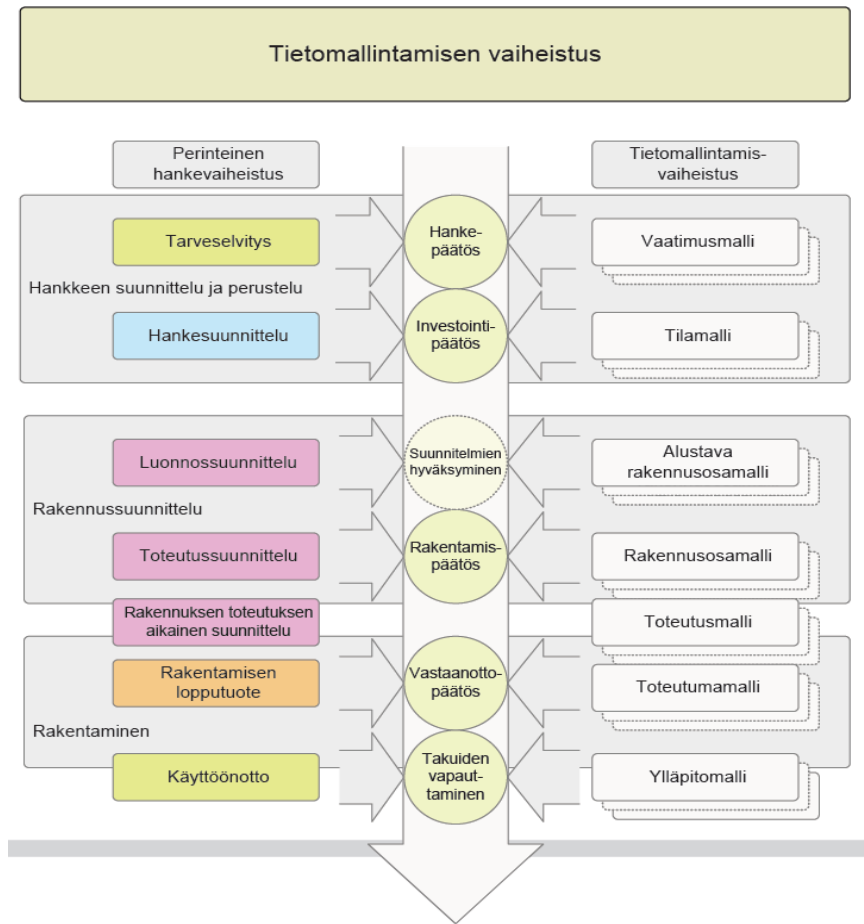 Tietomallintamisen vaiheistus
Perinteinen
hankevaiheistus
Tietomallintamis-
vaiheistus
Tarveselvitys
Hanke-
päätös
Vaatimusmalli
Hankkeen suunnittelu ja perustelu
Hankesuunnittelu
Investointi-
päätös
Tilamalli
Luonnossuunnittelu
Suunnitelmien
hyväksyminen
Alustava
rakennusosamalli
Rakennussuunnittelu
Toteutussuunnittelu
Rakentamis-
päätös
Rakennusosamalli
Rakennuksen toteutuksen
aikainen suunnittelu
Toteutusmalli
Rakentamisen
lopputuote
Vastaanotto-
päätös
Toteutumamalli
Rakentaminen
Käyttöönotto
Takuiden
vapaut-
taminen
Ylläpitomalli